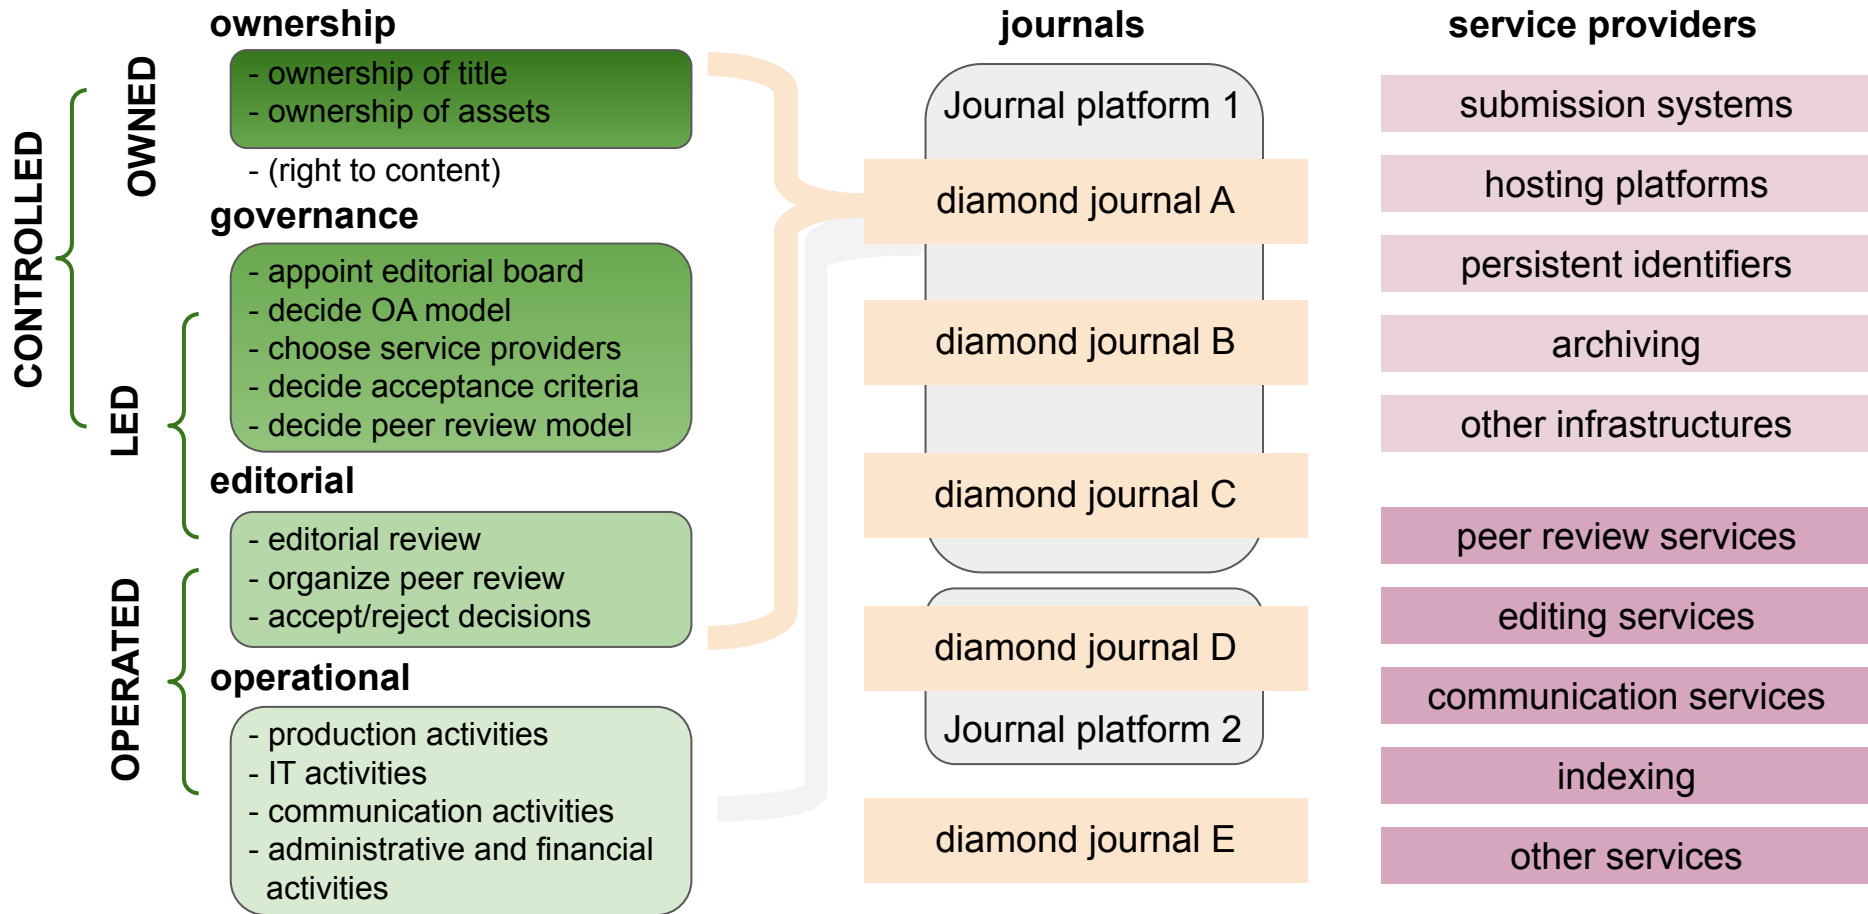 CONTROLLED
OWNED
LED
OPERATED
ownership
- ownership of title
- ownership of assets
- (right to content)
governance
- appoint editorial board
- decide OA model
- choose service providers
- decide acceptance criteria
- decide peer review model
editorial
- editorial review
- organize peer review
- accept/reject decisions
operational
- production activities
- IT activities
- communication activities
- administrative and financial
activities
journals
Journal platform 1
diamond journal A
diamond journal B
diamond journal C
diamond journal D
Journal platform 2
diamond journal E
service providers
submission systems
hosting platforms
persistent identifiers
archiving
other infrastructures
peer review services
editing services
communication services
indexing
other services